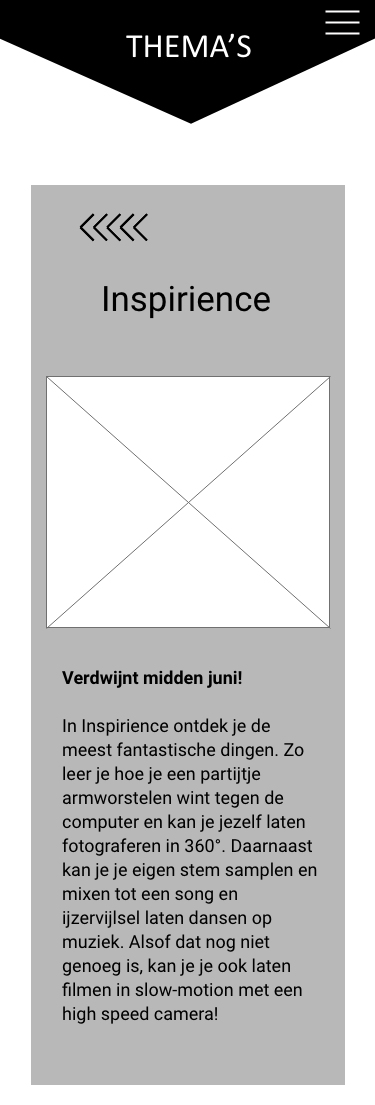 THEMA’S
Inspirience
Verdwijnt midden juni!
In Inspirience ontdek je de
meest fantastische dingen. Zo
leer je hoe je een partijtje
armworstelen wint tegen de
computer en kan je jezelf laten
fotograferen in 360°. Daarnaast
kan je je eigen stem samplen en
mixen tot een song en
ijzervijlsel laten dansen op
muziek. Alsof dat nog niet
genoeg is, kan je je ook laten
filmen in slow-motion met een
high speed camera!